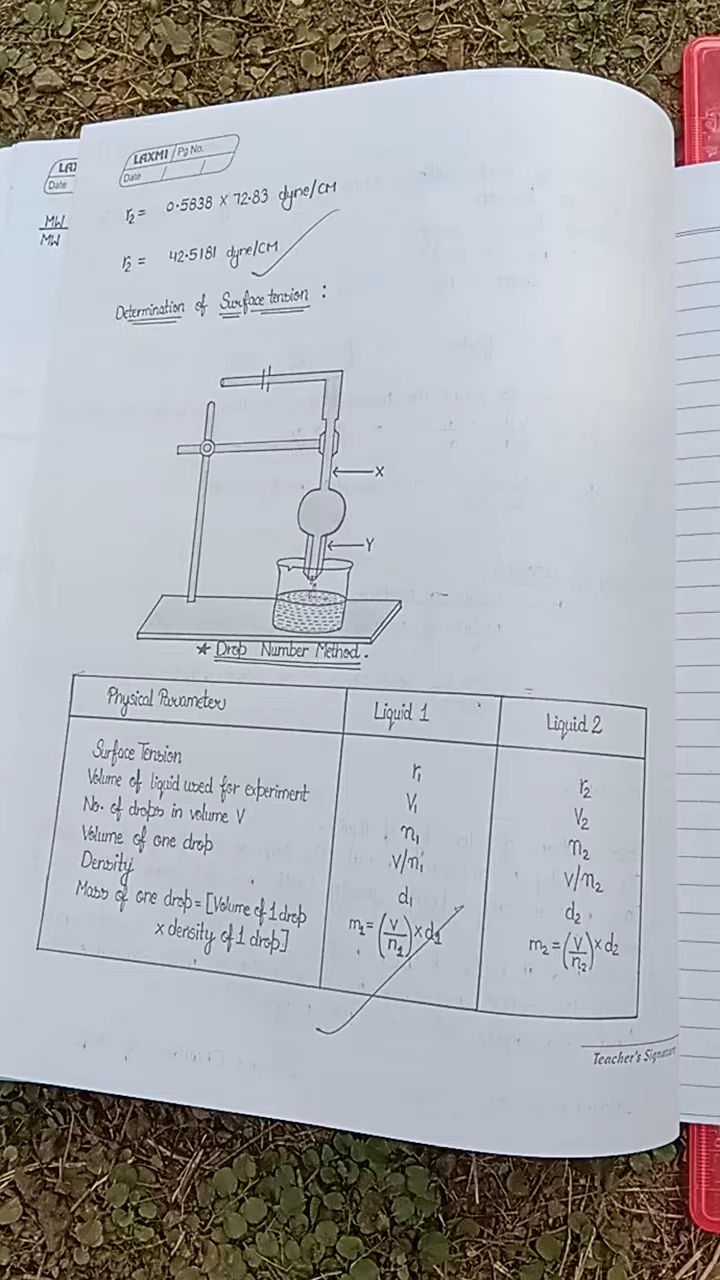 LAXMI / Pg No.
Date / /
LAX
Date
MW
MW
r₂ = 0.5838 × 72.83 dyne/CM
r₂ = 42.5181 dyne/CM
Determination of Surface tension :
X
Y
* Drop Number Method.
Physical Parameter Liquid 1 Liquid 2
Surface Tension r₁ r₂
Volume of liquid used for experiment V₁ V₂
No. of drops in volume V n₁ n₂
Volume of one drop V/n₁ V/n₂
Density d₁ d₂
Mass of one drop = [Volume of 1 drop m₁ = (V/n₁) × d₁ m₂ = (V/n₂) × d₂
× density of 1 drop]
Teacher's Signature